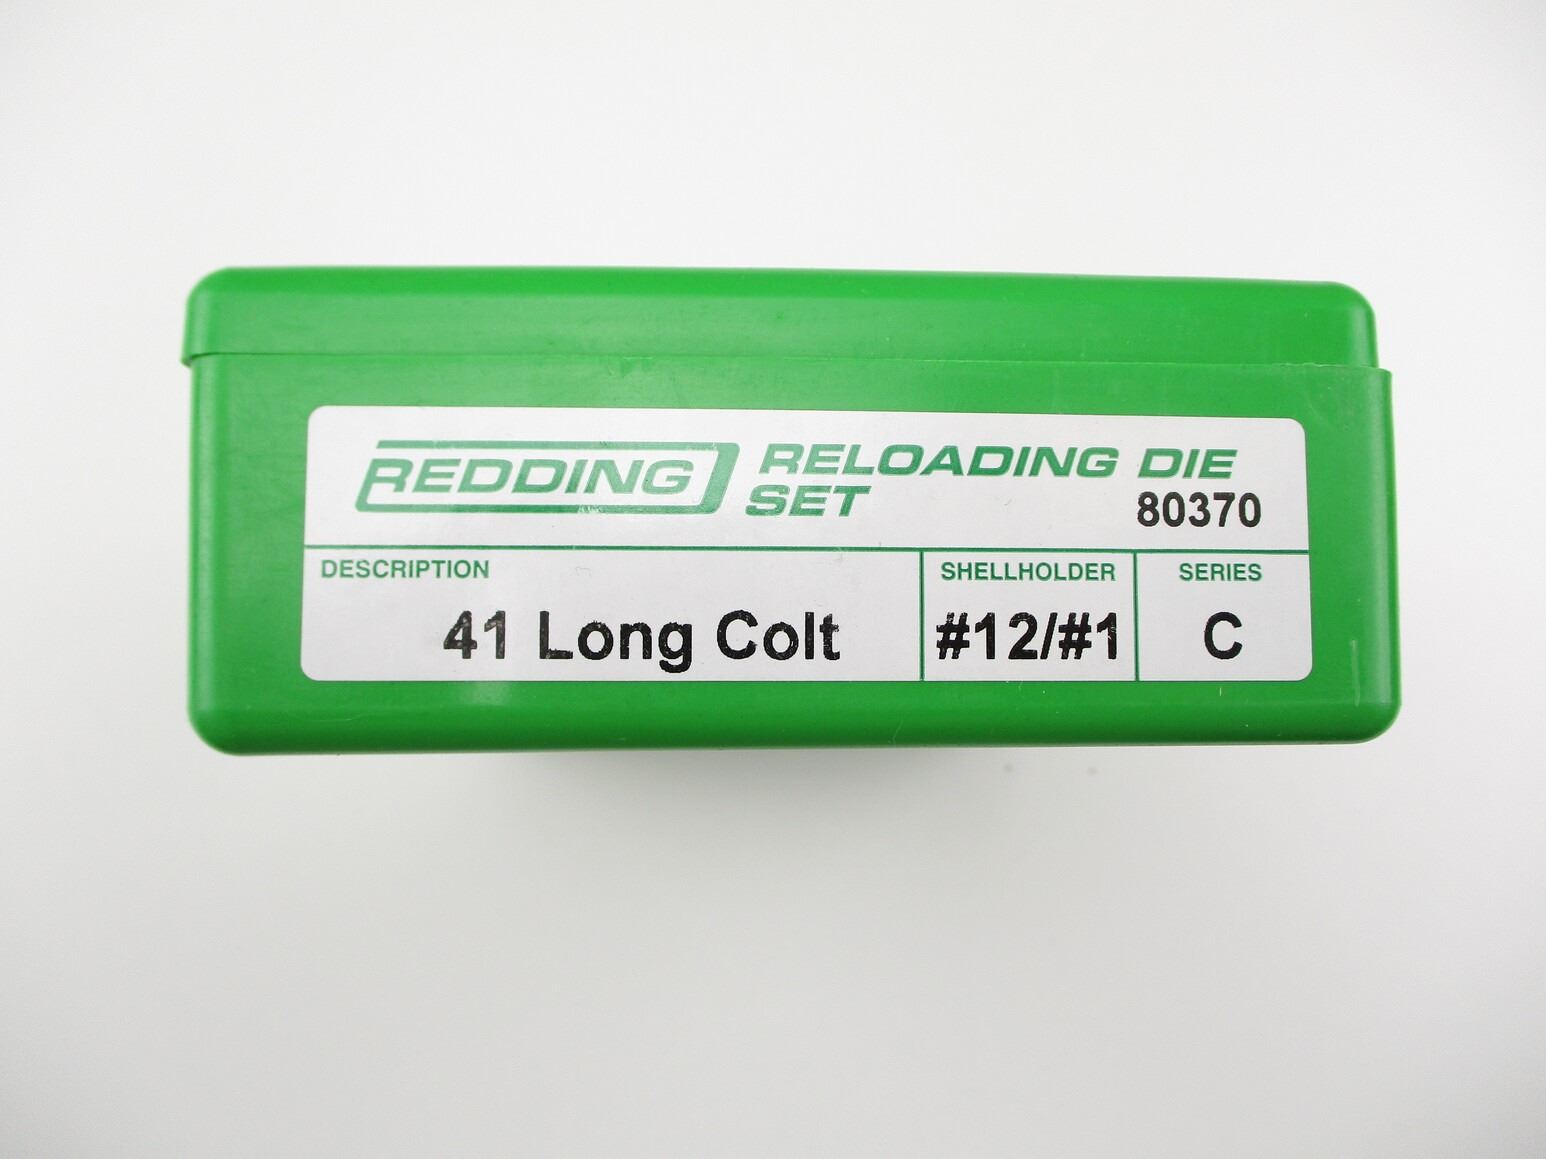 REDDING RELOADING DIE
SET
80370
DESCRIPTION SHELLHOLDER SERIES
41 Long Colt #12/#1 C